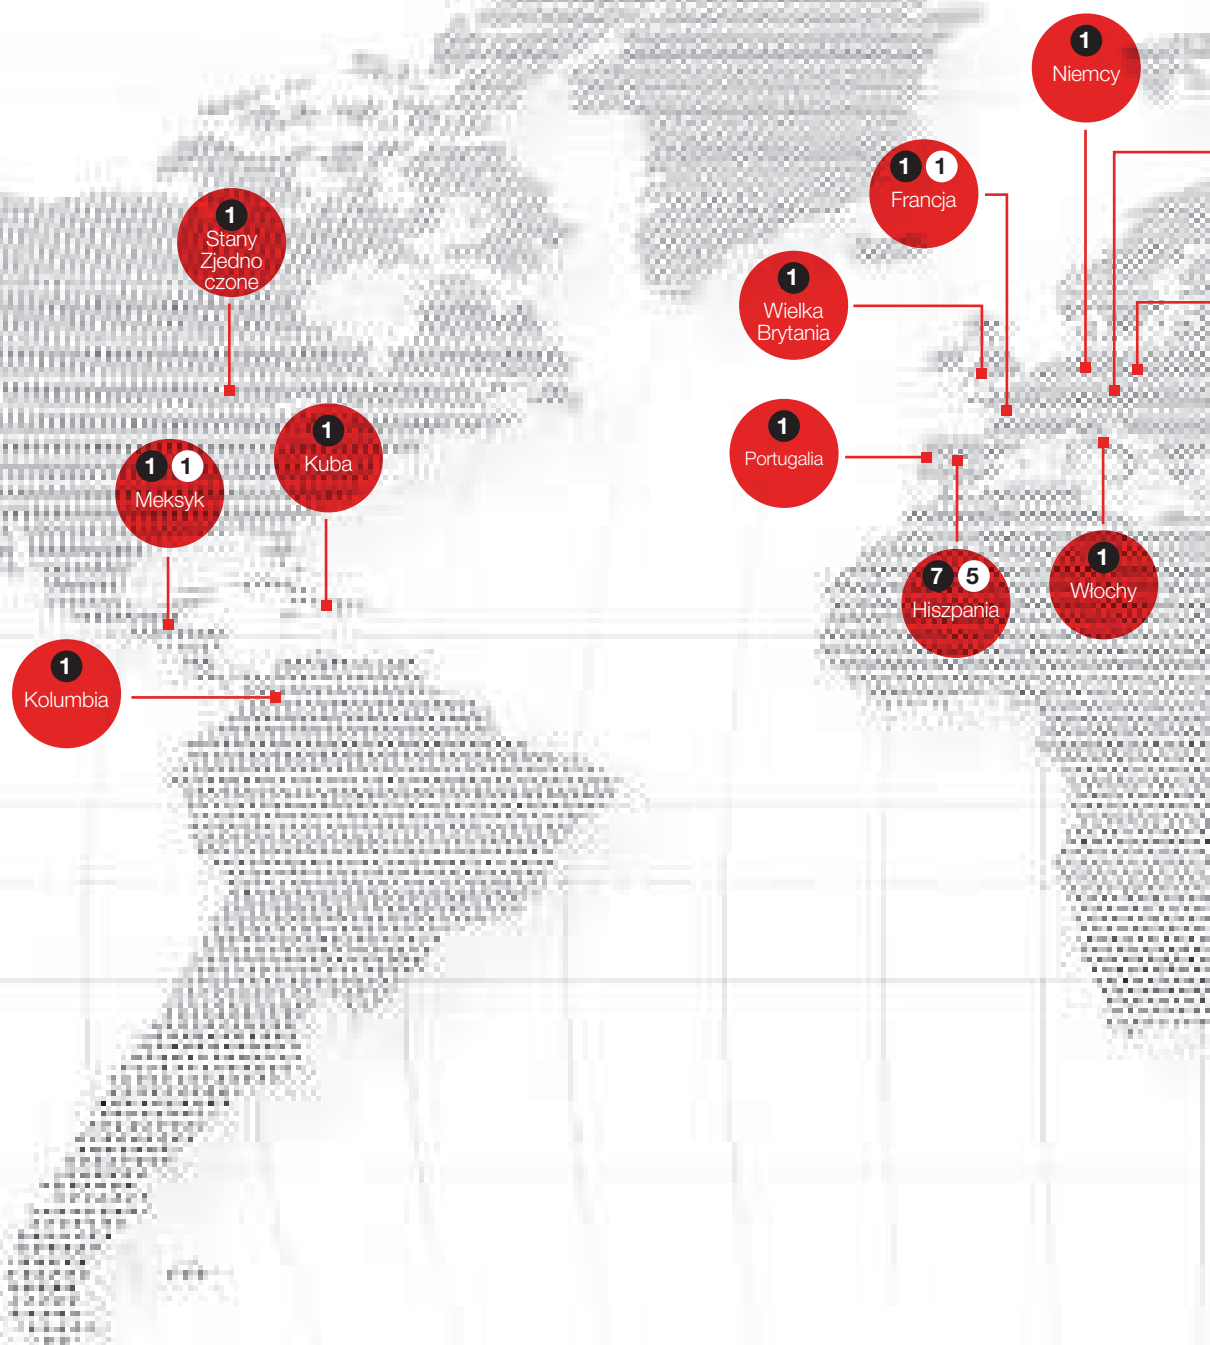 1
Niemcy
1 1
Francja
1
Stany
Zjedno
czone
1
Wielka
Brytania
1
Portugalia
1
Kuba
1 1
Meksyk
7 5
Hiszpania
1
Włochy
1
Kolumbia